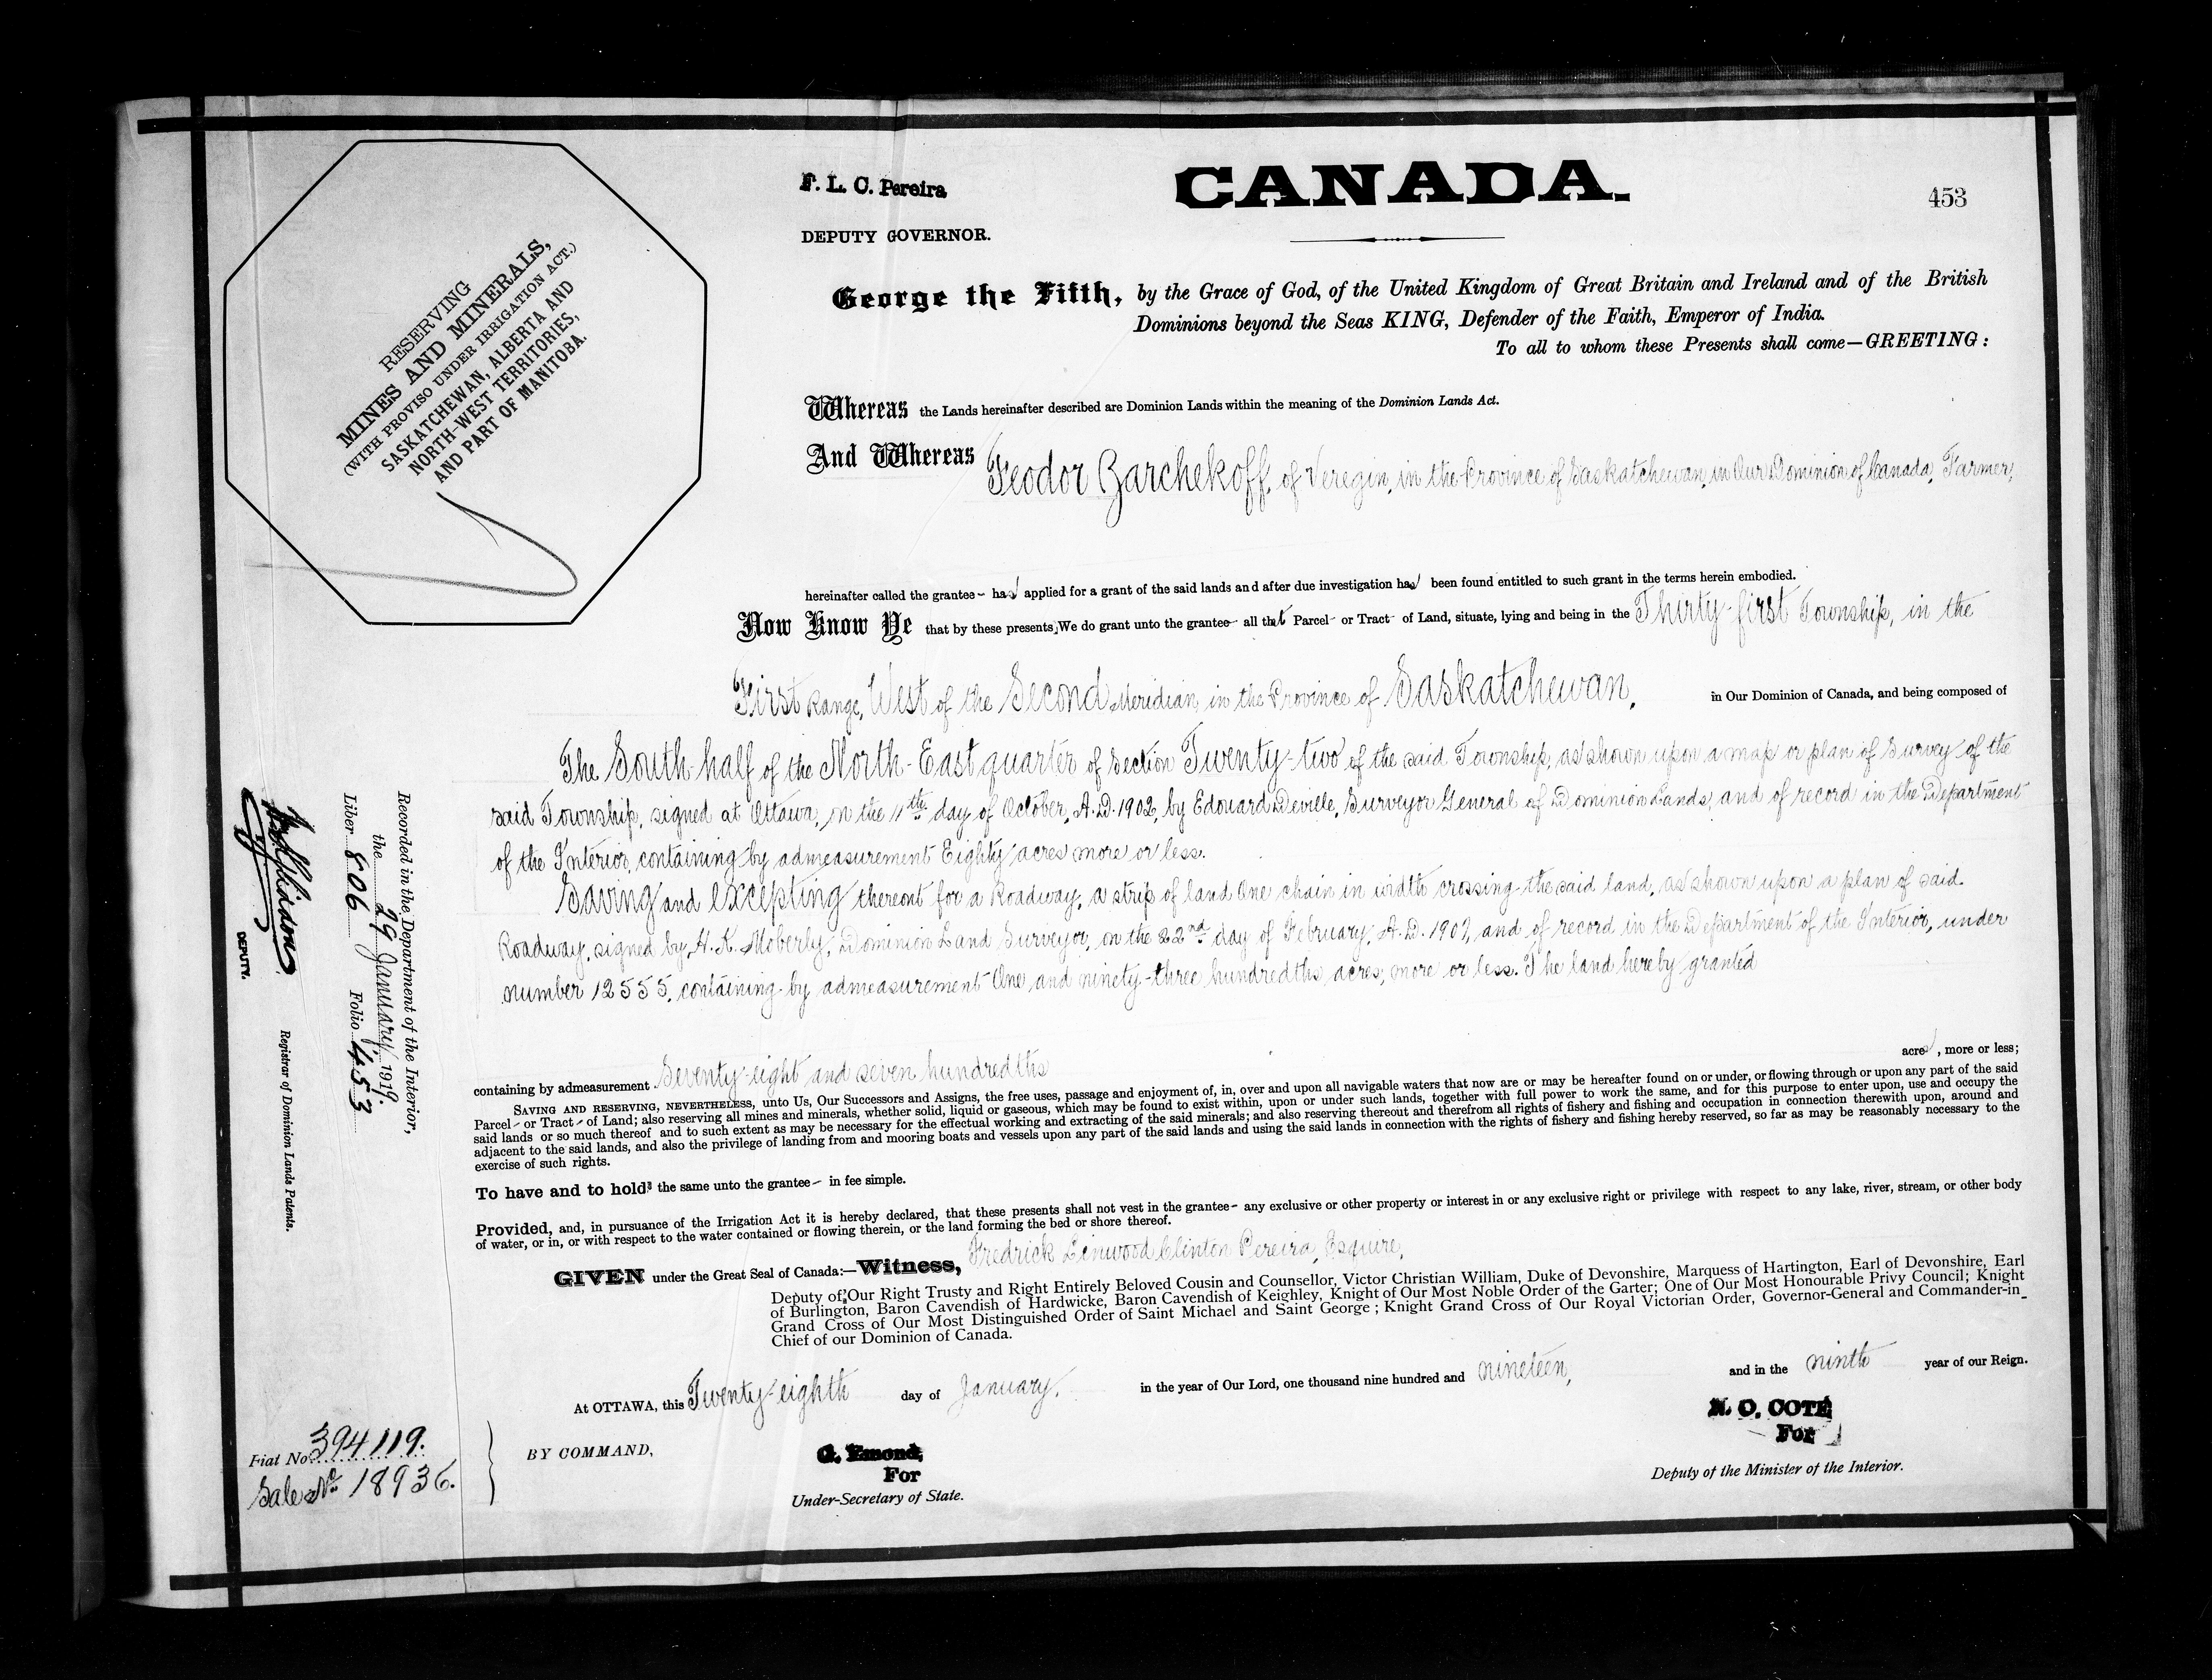 F. L. C. Pereira
DEPUTY GOVERNOR.
CANADA.
453
RESERVING
MINES AND MINERALS,
(WITH PROVISO UNDER IRRIGATION ACT.)
SASKATCHEWAN, ALBERTA AND
NORTH-WEST TERRITORIES,
AND PART OF MANITOBA.
George the Fifth, by the Grace of God, of the United Kingdom of Great Britain and Ireland and of the British
Dominions beyond the Seas KING, Defender of the Faith, Emperor of India.
To all to whom these Presents shall come—GREETING:
Whereas the Lands hereinafter described are Dominion Lands within the meaning of the Dominion Lands Act.
And Whereas Feodor Zarchekoff, of Veregin, in the Province of Saskatchewan, in Our Dominion of Canada, Farmer,
hereinafter called the grantee has applied for a grant of the said lands and after due investigation has been found entitled to such grant in the terms herein embodied.
Now Know Ye that by these presents, We do grant unto the grantee all that Parcel or Tract of Land, situate, lying and being in the Thirty-first Township, in the
First Range, West of the Second Meridian, in the Province of Saskatchewan, in Our Dominion of Canada, and being composed of
The South-half of the North-East quarter of Section Twenty-two of the said Township, as shown upon a map or plan of Survey of the
said Township, signed at Ottawa, on the 11th day of October, A.D. 1902, by Edouard Deville, Surveyor General of Dominion Lands, and of record in the Department
of the Interior, containing by admeasurement Eighty acres more or less.
Saving and excepting thereout for a Roadway, a strip of land One chain in width crossing the said land, as shown upon a plan of said
Roadway, signed by H. K. Moberly, Dominion Land Surveyor, on the 22nd day of February, A.D. 1907, and of record in the Department of the Interior, under
number 12555, containing by admeasurement One and ninety-three hundredths acres, more or less. The land hereby granted
containing by admeasurement Seventy-eight and seven hundredths acres, more or less;
SAVING AND RESERVING, NEVERTHELESS, unto Us, Our Successors and Assigns, the free uses, passage and enjoyment of, in, over and upon all navigable waters that now are or may be hereafter found on or under, or flowing through or upon any part of the said
Parcel or Tract of Land; also reserving all mines and minerals, whether solid, liquid or gaseous, which may be found to exist within, upon or under such lands, together with full power to work the same, and for this purpose to enter upon, use and occupy the
said lands or so much thereof and to such extent as may be necessary for the effectual working and extracting of the said minerals; and also reserving thereout and therefrom all rights of fishery and fishing and occupation in connection therewith upon, around and
adjacent to the said lands, and also the privilege of landing from and mooring boats and vessels upon any part of the said lands and using the said lands in connection with the rights of fishery and fishing hereby reserved, so far as may be reasonably necessary to the
exercise of such rights.
To have and to hold the same unto the grantee in fee simple.
Provided, and, in pursuance of the Irrigation Act it is hereby declared, that these presents shall not vest in the grantee any exclusive or other property or interest in or any exclusive right or privilege with respect to any lake, river, stream, or other body
of water, or in, or with respect to the water contained or flowing therein, or the land forming the bed or shore thereof.
GIVEN under the Great Seal of Canada:—Witness, Fredrick Linwood Clinton Pereira, Esquire,
Deputy of Our Right Trusty and Right Entirely Beloved Cousin and Counsellor, Victor Christian William, Duke of Devonshire, Marquess of Hartington, Earl of Devonshire, Earl
of Burlington, Baron Cavendish of Hardwicke, Baron Cavendish of Keighley, Knight of Our Most Noble Order of the Garter; One of Our Most Honourable Privy Council; Knight
Grand Cross of Our Most Distinguished Order of Saint Michael and Saint George; Knight Grand Cross of Our Royal Victorian Order, Governor-General and Commander-in-
Chief of our Dominion of Canada.
At OTTAWA, this Twenty-eighth day of January, in the year of Our Lord, one thousand nine hundred and nineteen, and in the ninth year of our Reign.
BY COMMAND,
G. Emond,
For
Under-Secretary of State.
N. O. COTÉ
For
Deputy of the Minister of the Interior.
Recorded in the Department of the Interior,
the 29 January 1919.
Liber 806 Folio 453
DEPUTY.
Registrar of Dominion Lands Patents.
Fiat No. 394119.
Sale No. 18936.